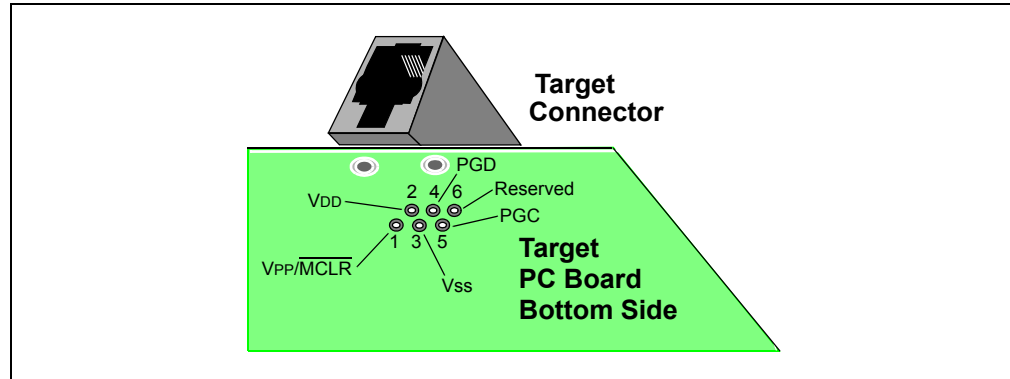 Target
Connector
PGD
2 4 6
Reserved
VDD
PGC
1 3 5
VPP/MCLR
Vss
Target
PC Board
Bottom Side